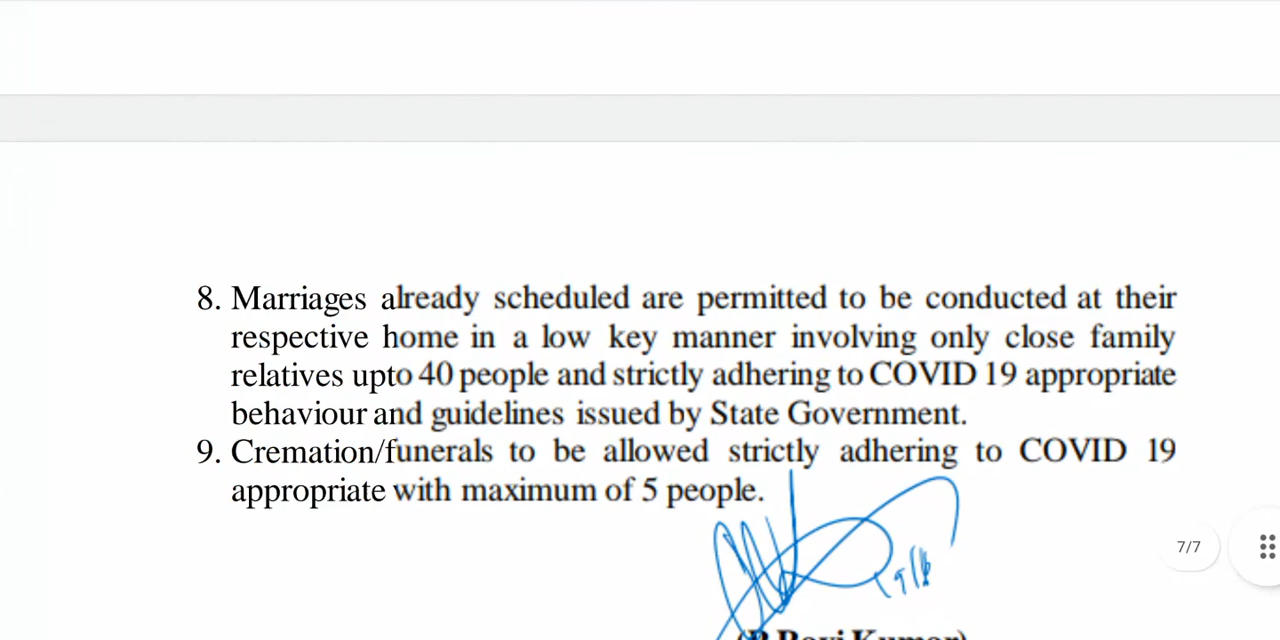 8. Marriages already scheduled are permitted to be conducted at their
respective home in a low key manner involving only close family
relatives upto 40 people and strictly adhering to COVID 19 appropriate
behaviour and guidelines issued by State Government.
9. Cremation/funerals to be allowed strictly adhering to COVID 19
appropriate with maximum of 5 people.
7/7
(P Ravi Kumar)